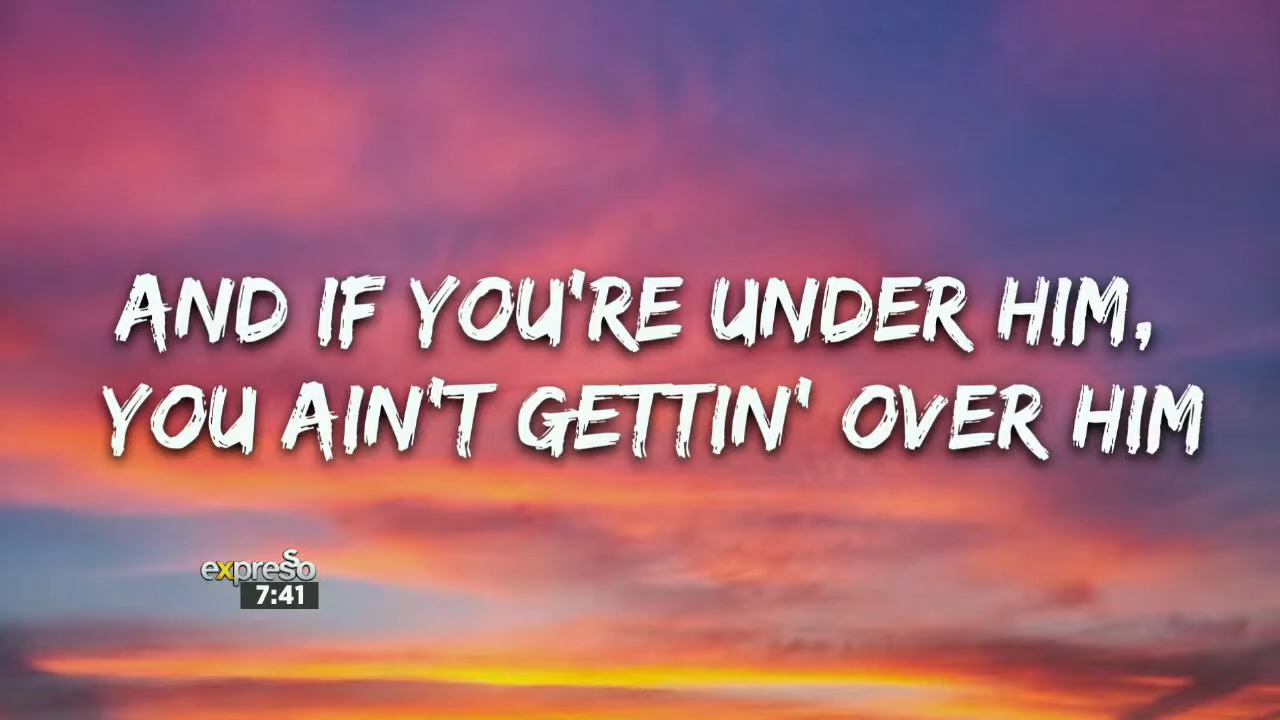 AND IF YOU'RE UNDER HIM,
YOU AIN'T GETTIN' OVER HIM
expresso
7:41